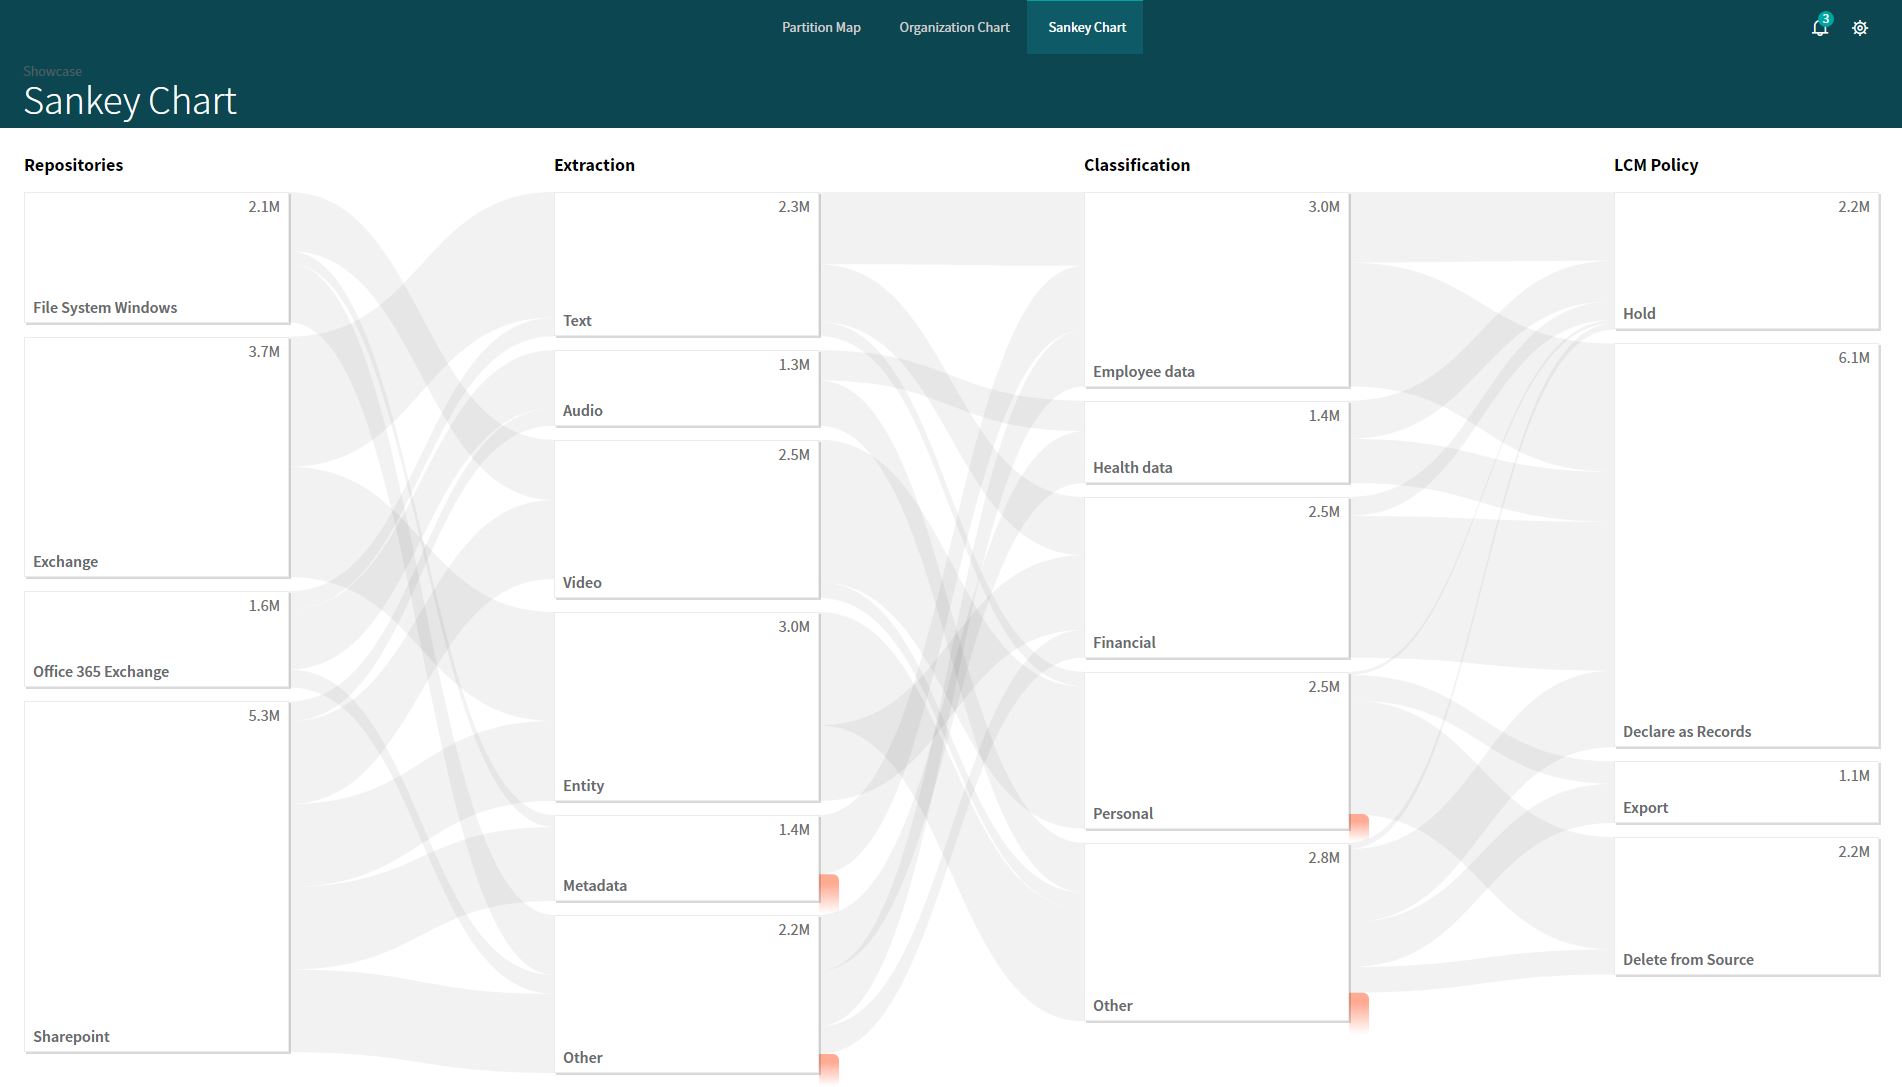 Partition Map
Organization Chart
Sankey Chart
3
Showcase
Sankey Chart
Repositories
2.1M
File System Windows
3.7M
Exchange
1.6M
Office 365 Exchange
5.3M
Sharepoint
Extraction
2.3M
Text
1.3M
Audio
2.5M
Video
3.0M
Entity
1.4M
Metadata
2.2M
Other
Classification
3.0M
Employee data
1.4M
Health data
2.5M
Financial
2.5M
Personal
2.8M
Other
LCM Policy
2.2M
Hold
6.1M
Declare as Records
1.1M
Export
2.2M
Delete from Source